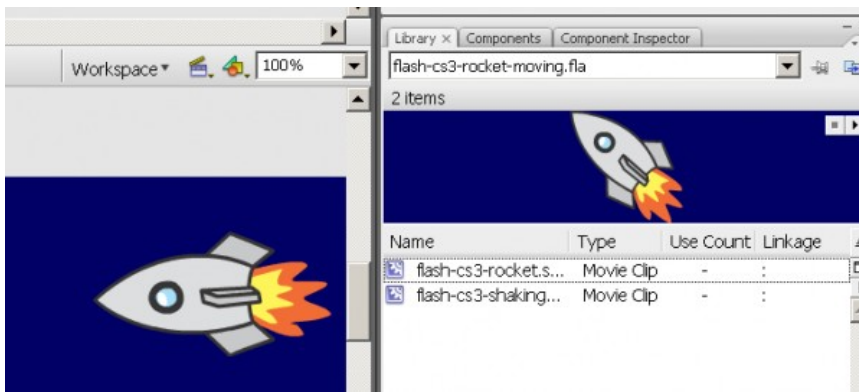 Workspace 100%
Library × Components Component Inspector
flash-cs3-rocket-moving.fla
2 items
Name Type Use Count Linkage
flash-cs3-rocket.s... Movie Clip - :
flash-cs3-shaking... Movie Clip - :